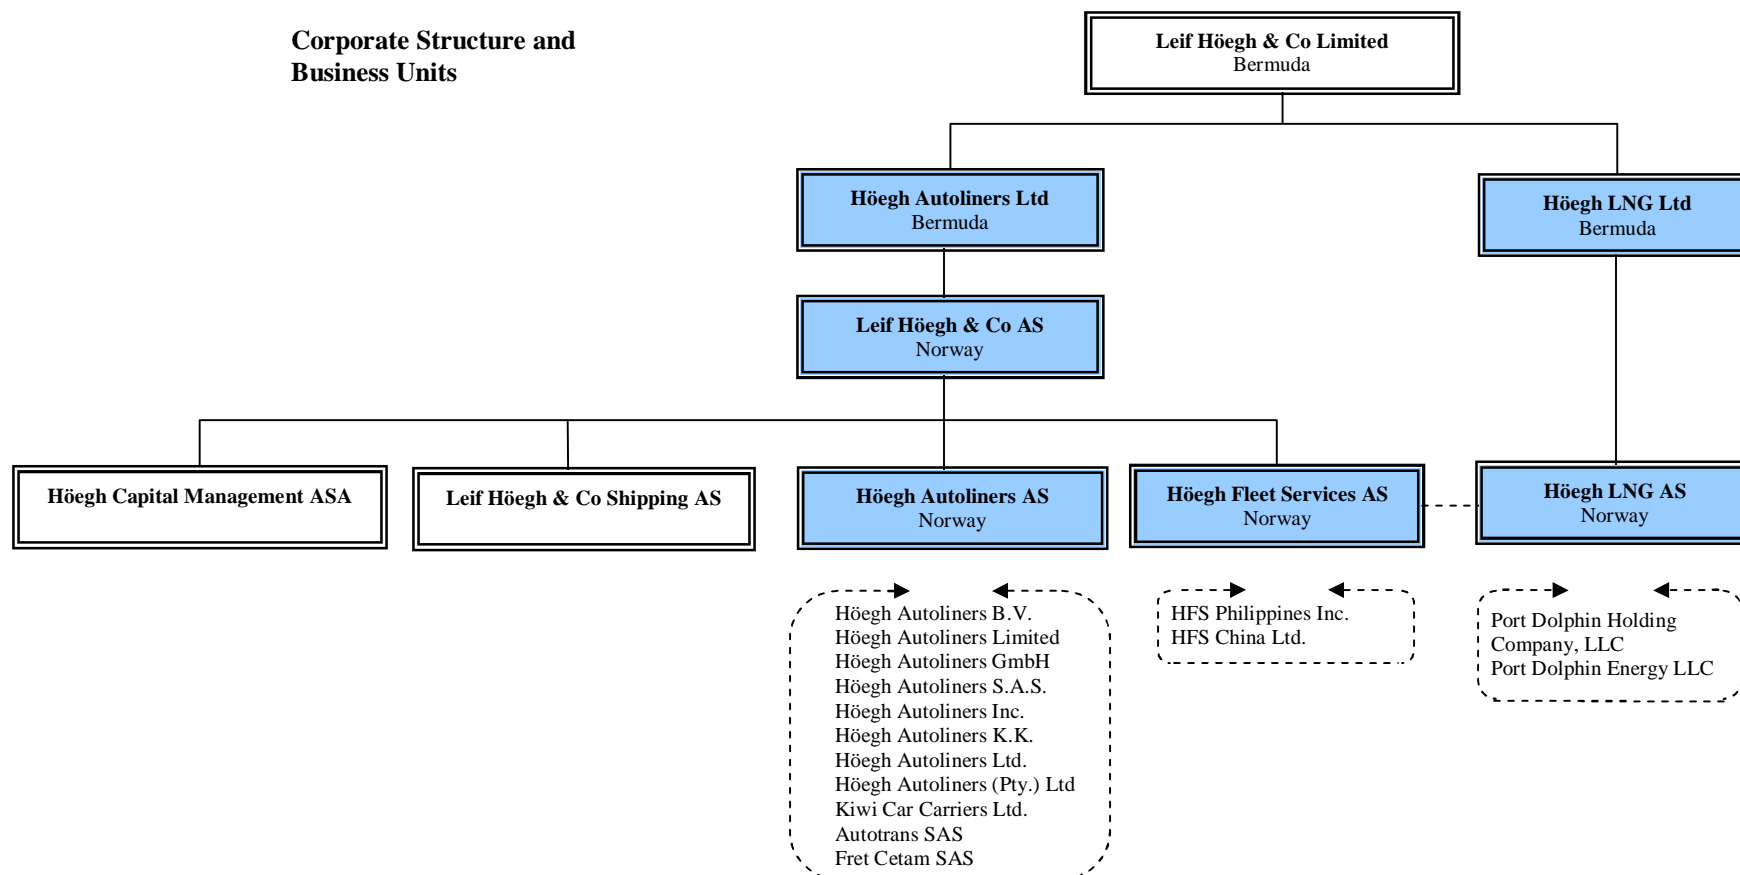 Corporate Structure and
Business Units
Leif Höegh & Co Limited
Bermuda
Höegh Autoliners Ltd
Bermuda
Höegh LNG Ltd
Bermuda
Leif Höegh & Co AS
Norway
Höegh Capital Management ASA
Leif Höegh & Co Shipping AS
Höegh Autoliners AS
Norway
Höegh Fleet Services AS
Norway
Höegh LNG AS
Norway
Höegh Autoliners B.V.
Höegh Autoliners Limited
Höegh Autoliners GmbH
Höegh Autoliners S.A.S.
Höegh Autoliners Inc.
Höegh Autoliners K.K.
Höegh Autoliners Ltd.
Höegh Autoliners (Pty.) Ltd
Kiwi Car Carriers Ltd.
Autotrans SAS
Fret Cetam SAS
HFS Philippines Inc.
HFS China Ltd.
Port Dolphin Holding
Company, LLC
Port Dolphin Energy LLC